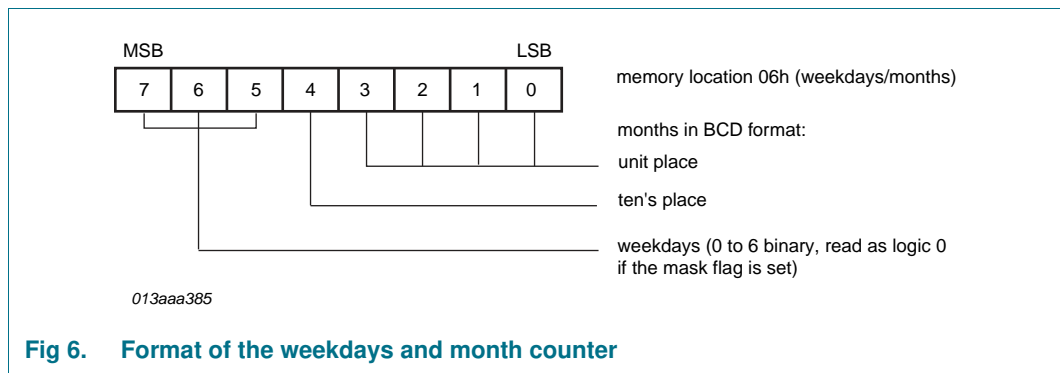 MSB LSB
7 6 5 4 3 2 1 0
memory location 06h (weekdays/months)
months in BCD format:
unit place
ten's place
weekdays (0 to 6 binary, read as logic 0
if the mask flag is set)
013aaa385
Fig 6. Format of the weekdays and month counter